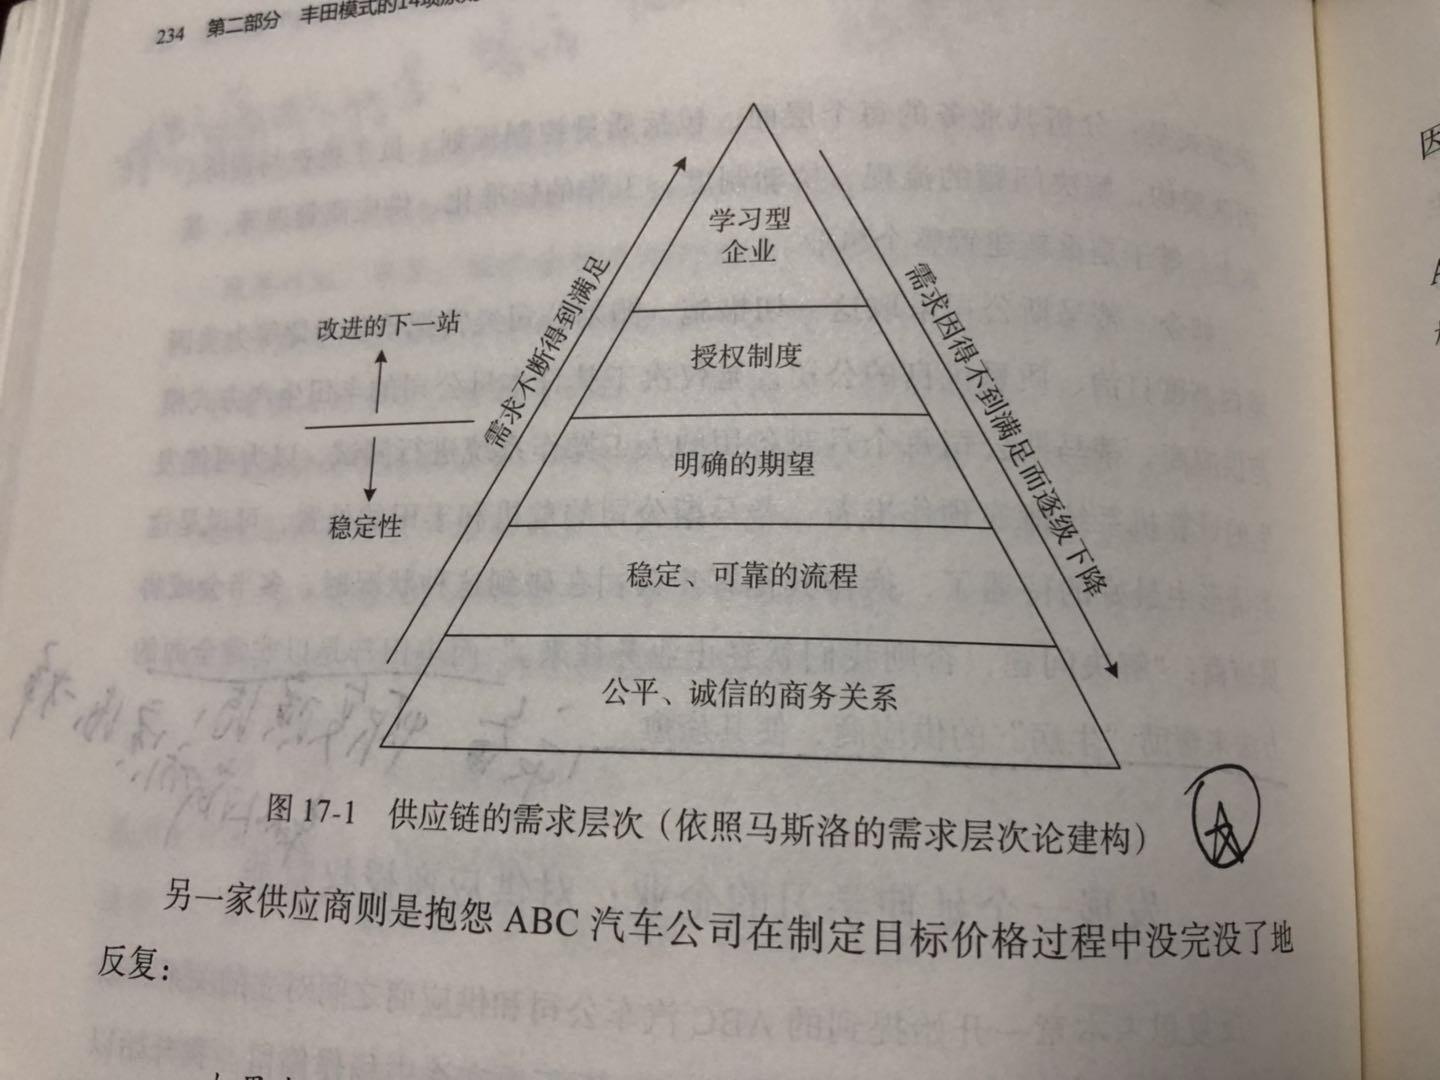 234 第二部分 丰田模式的14项原
学习型
企业
授权制度
明确的期望
稳定、可靠的流程
公平、诚信的商务关系
需求不断得到满足
需求因得不到满足而逐级下降
改进的下一站
稳定性
图 17-1 供应链的需求层次（依照马斯洛的需求层次论建构）
另一家供应商则是抱怨 ABC 汽车公司在制定目标价格过程中没完没了地
反复：
因